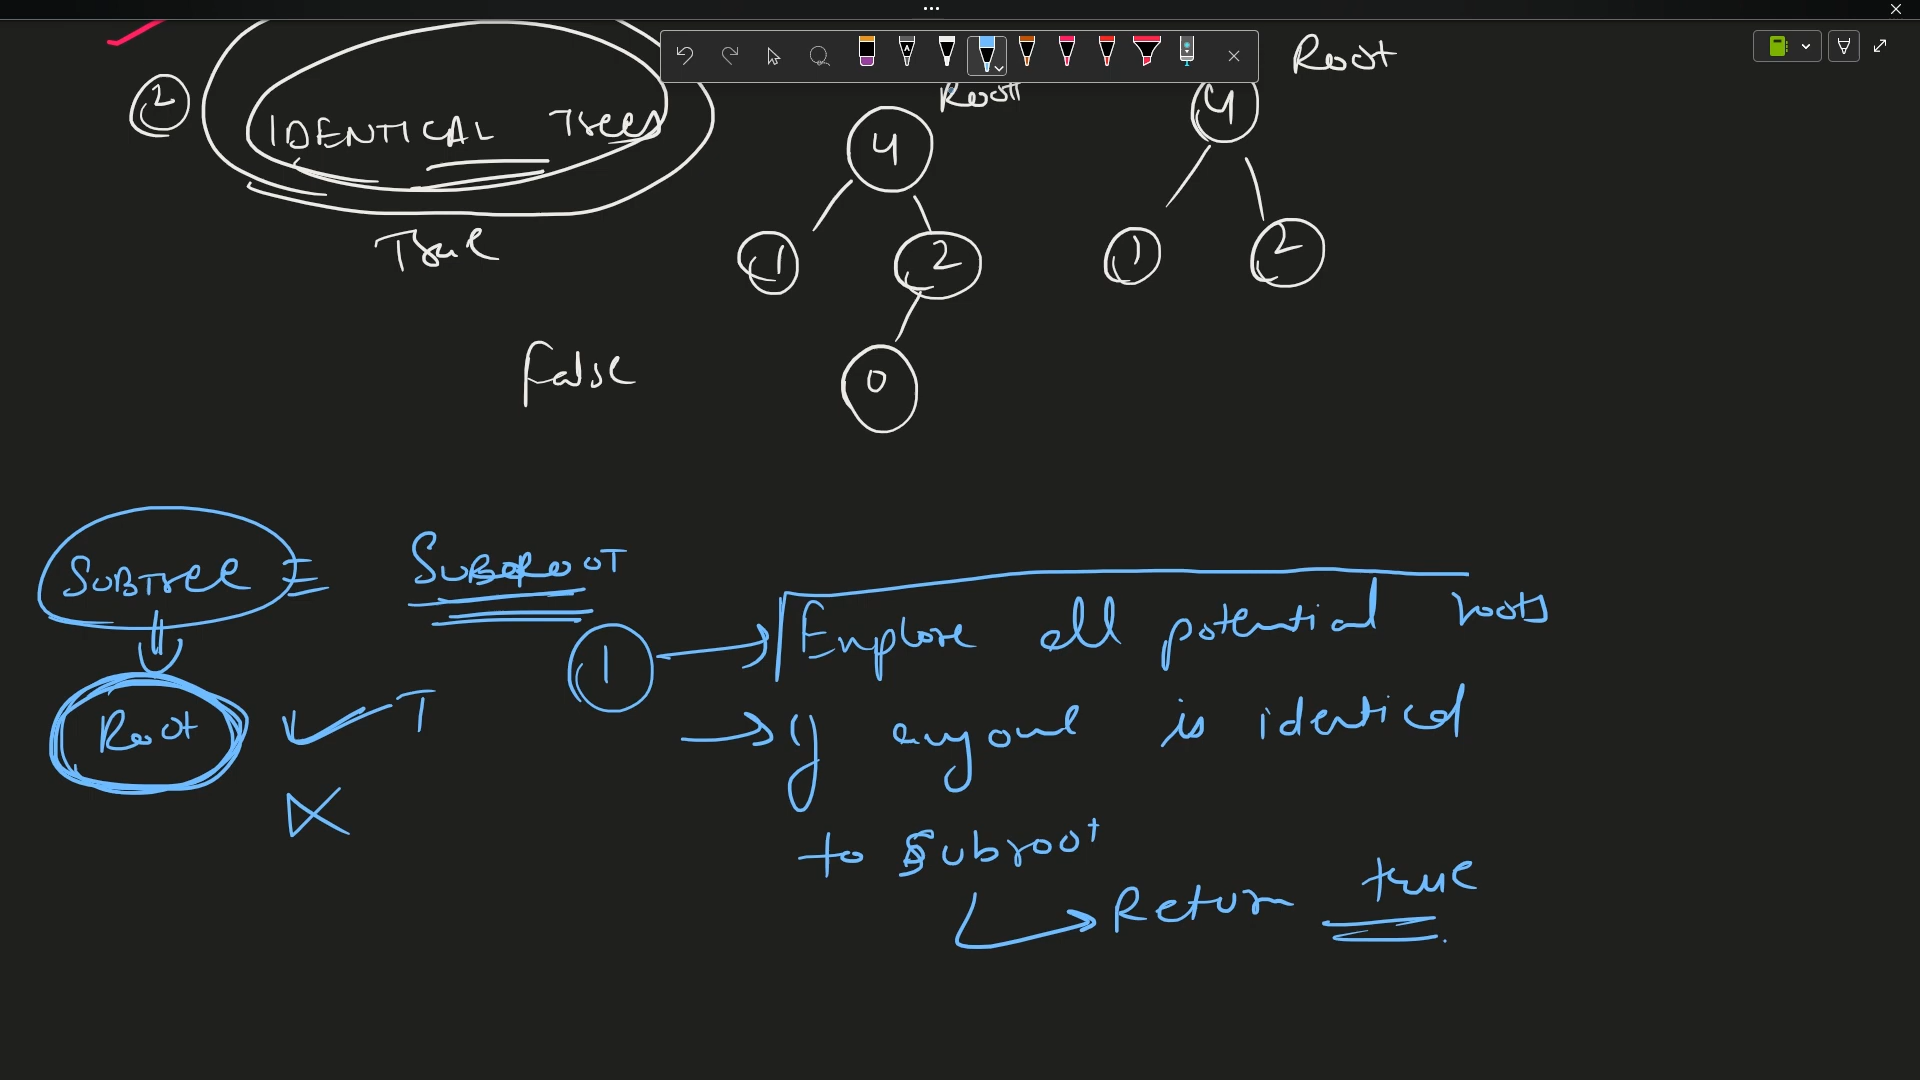 Root
Root
2
IDENTICAL Trees
4
4
True
1
2
1
2
False
0
SUBTree =
SUBROOT
1
Explore all potential roots
Root
T
If anyone is identical
to Subroot
Return true